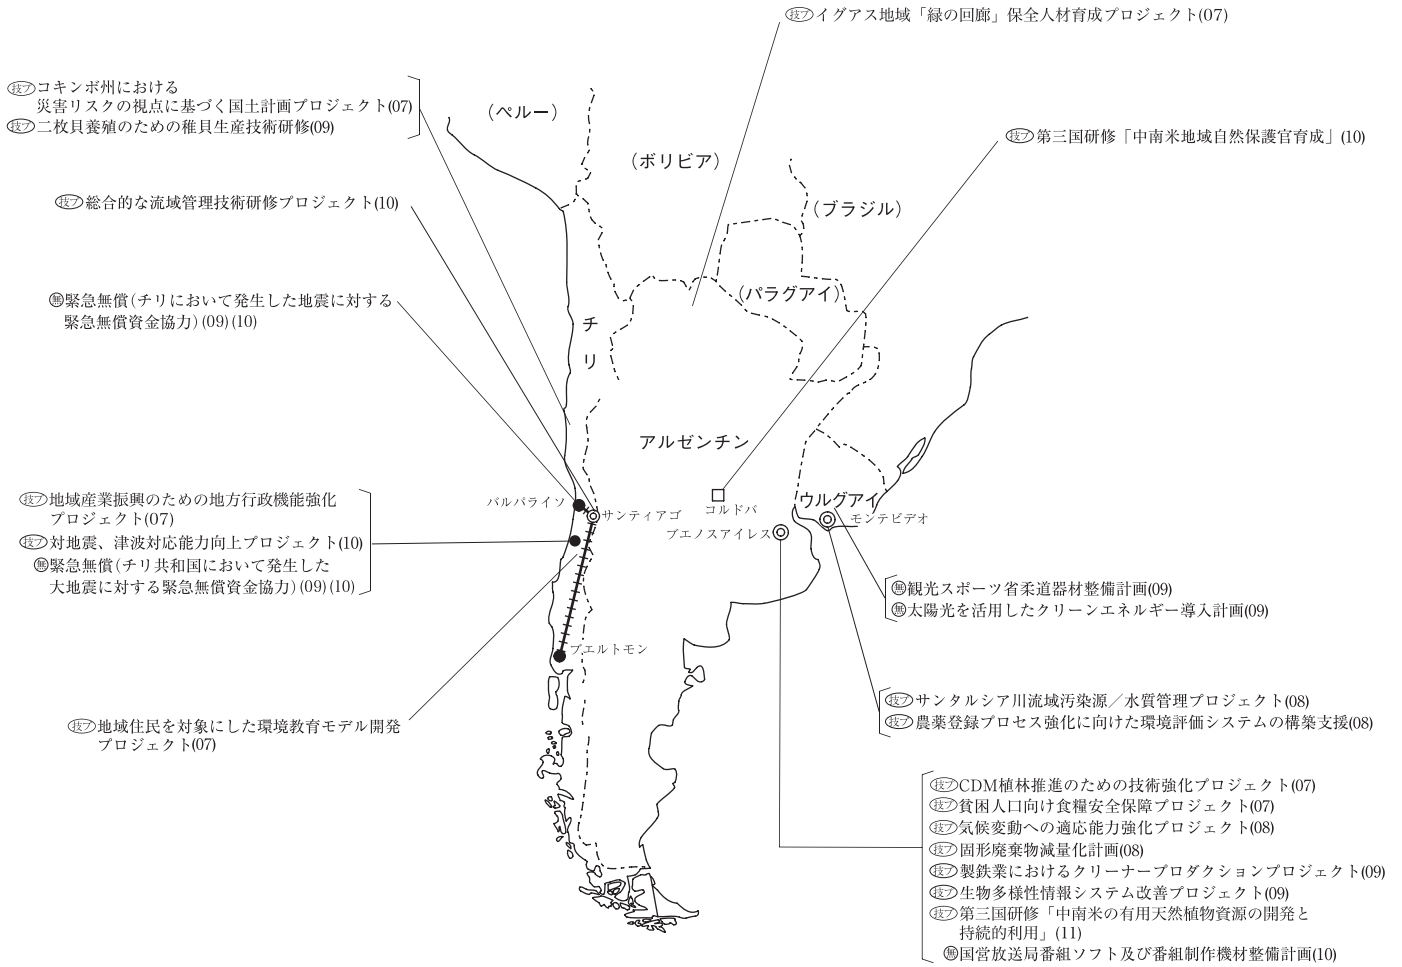 技プ イグアス地域「緑の回廊」保全人材育成プロジェクト(07)
技プ コキンボ州における
災害リスクの視点に基づく国土計画プロジェクト(07)
技プ 二枚貝養殖のための稚貝生産技術研修(09)
(ペルー)
技プ 第三国研修「中南米地域自然保護官育成」(10)
(ボリビア)
技プ 総合的な流域管理技術研修プロジェクト(10)
(ブラジル)
(パラグアイ)
無 緊急無償(チリにおいて発生した地震に対する
緊急無償資金協力)(09)(10)
チリ
アルゼンチン
技プ 地域産業振興のための地方行政機能強化
プロジェクト(07)
技プ 対地震、津波対応能力向上プロジェクト(10)
無 緊急無償(チリ共和国において発生した
大地震に対する緊急無償資金協力)(09)(10)
バルパライソ
サンティアゴ
コルドバ
ウルグアイ
モンテビデオ
ブエノスアイレス
無 観光スポーツ省柔道器材整備計画(09)
無 太陽光を活用したクリーンエネルギー導入計画(09)
プエルトモン
技プ サンタルシア川流域汚染源／水質管理プロジェクト(08)
技プ 農薬登録プロセス強化に向けた環境評価システムの構築支援(08)
技プ 地域住民を対象にした環境教育モデル開発
プロジェクト(07)
技プ CDM植林推進のための技術強化プロジェクト(07)
技プ 貧困人口向け食糧安全保障プロジェクト(07)
技プ 気候変動への適応能力強化プロジェクト(08)
技プ 固形廃棄物減量化計画(08)
技プ 製鉄業におけるクリーナープロダクションプロジェクト(09)
技プ 生物多様性情報システム改善プロジェクト(09)
技プ 第三国研修「中南米の有用天然植物資源の開発と
持続的利用」(11)
無 国営放送局番組ソフト及び番組制作機材整備計画(10)